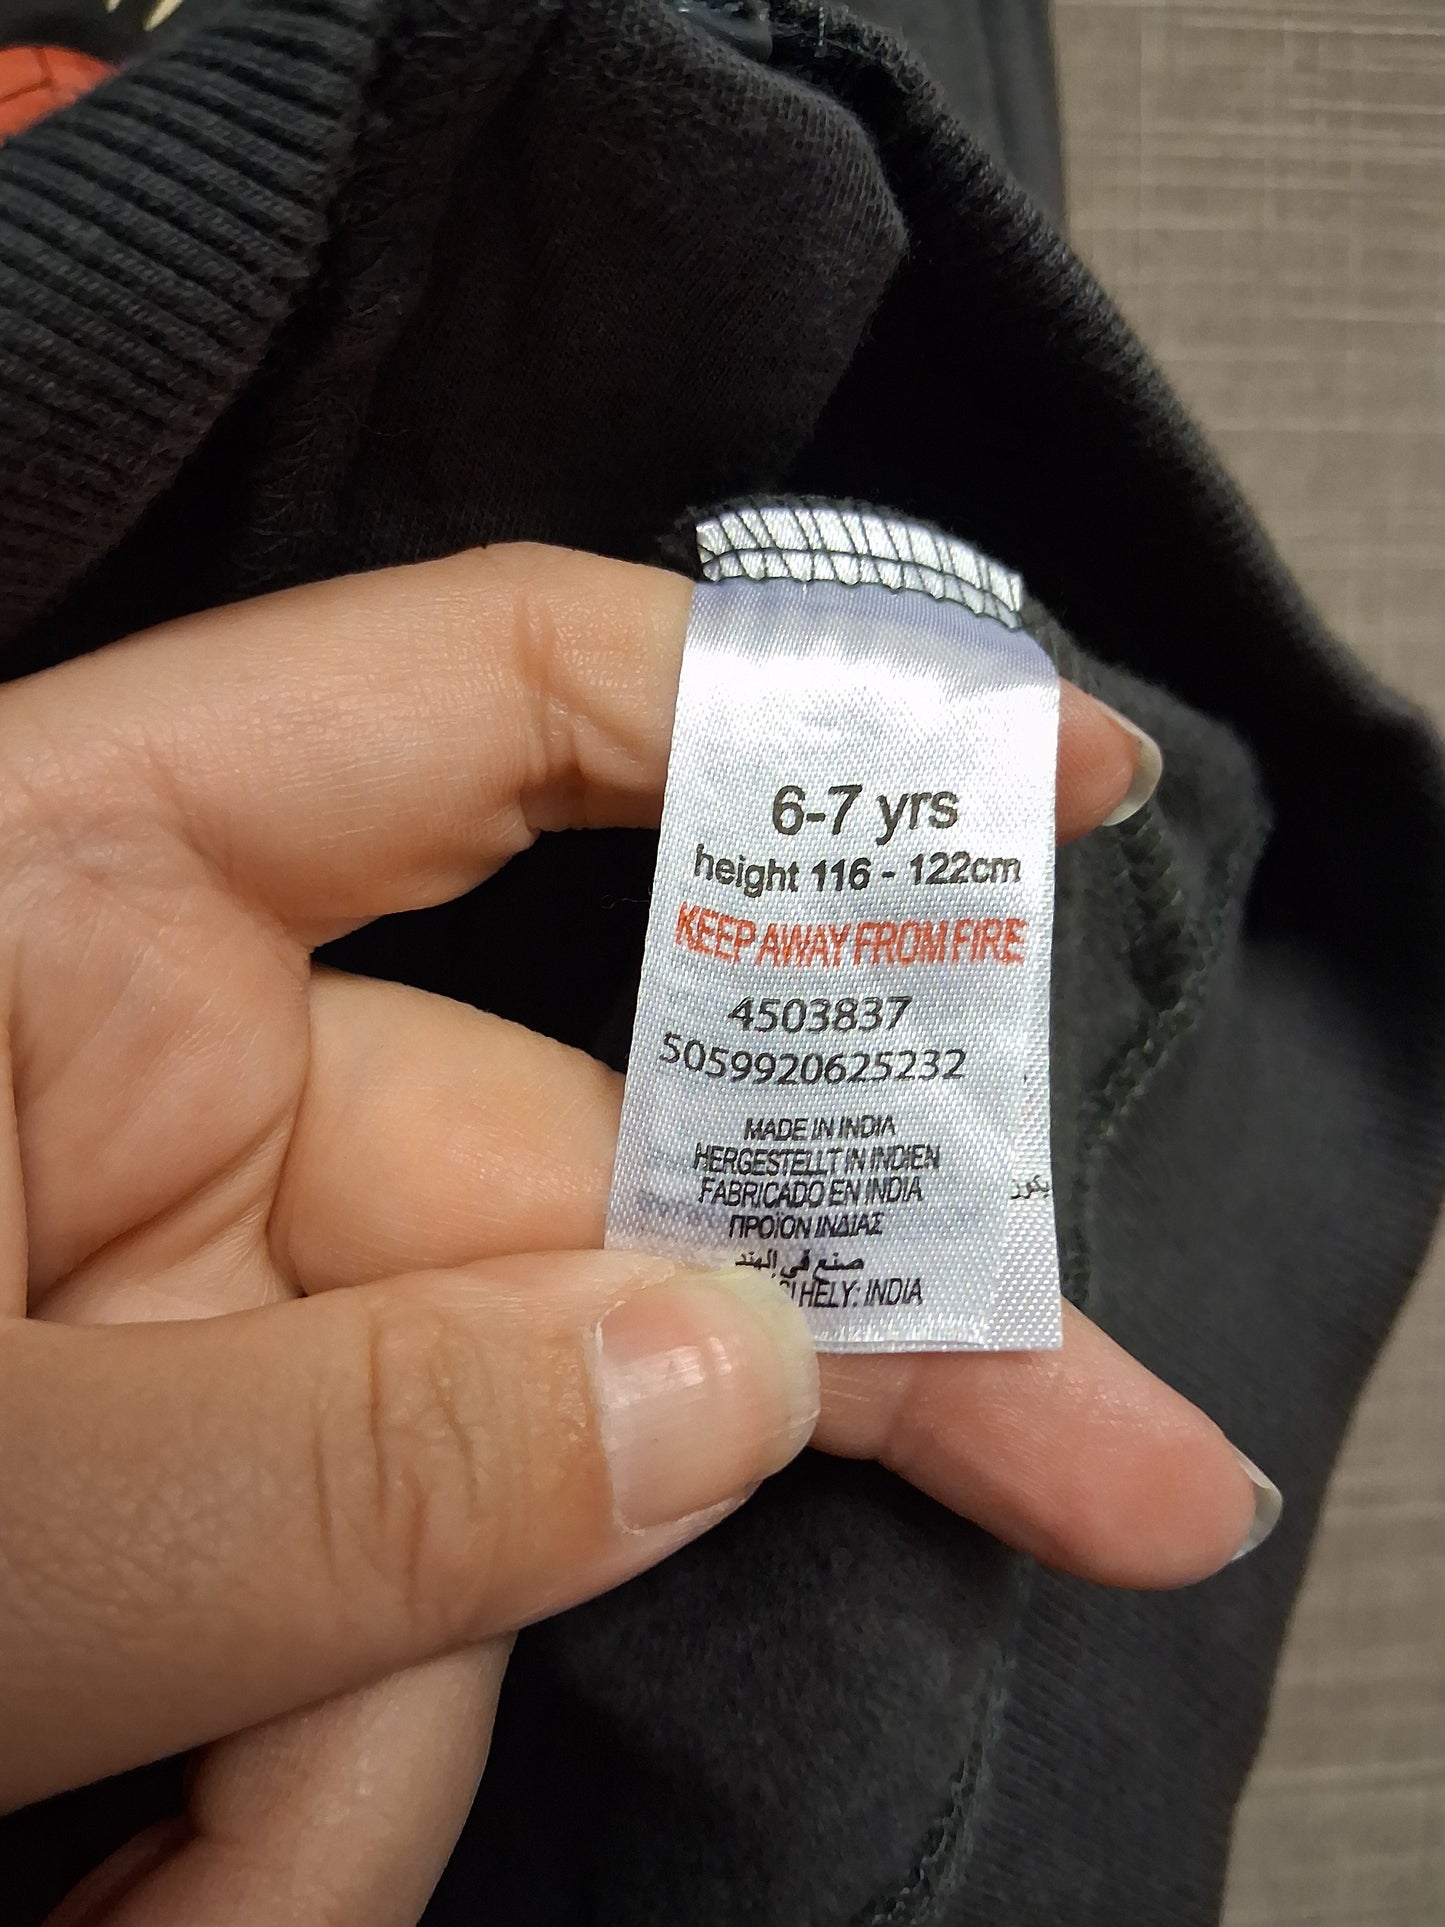 6-7 yrs
height 116 - 122cm
KEEP AWAY FROM FIRE
4503837
5059920625232
MADE IN INDIA
HERGESTELLT IN INDIEN
FABRICADO EN INDIA
ΠΡΟΪΟΝ ΙΝΔΙΑΣ
صنع في الهند
HELY: INDIA